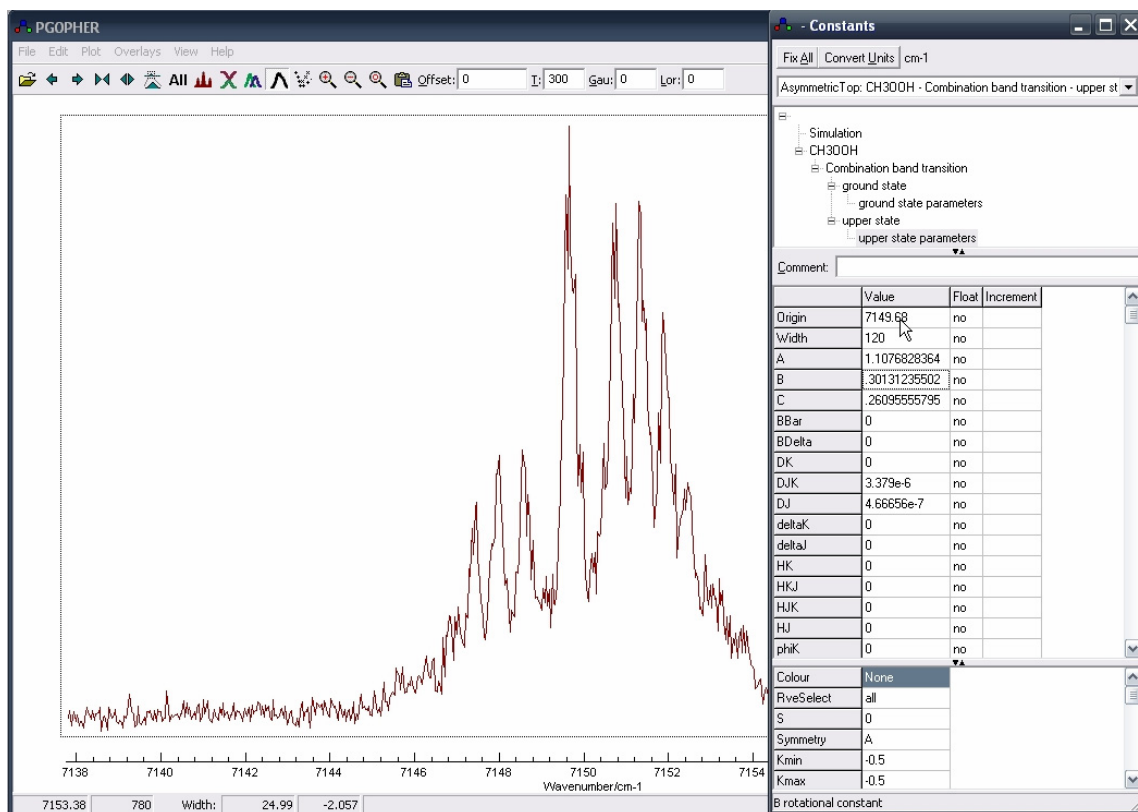 PGOPHER
File Edit Plot Overlays View Help
All Offset: 0 T: 300 Gau: 0 Lor: 0
7138 7140 7142 7144 7146 7148 7150 7152 7154
Wavenumber/cm-1
7153.38 780 Width: 24.99 -2.057
- Constants
Fix All Convert Units cm-1
AsymmetricTop: CH3OOH - Combination band transition - upper st
Simulation
CH3OOH
Combination band transition
ground state
ground state parameters
upper state
upper state parameters
Comment:
Value Float Increment
Origin 7149.68 no
Width 120 no
A 1.1076828364 no
B .30131235502 no
C .26095555795 no
BBar 0 no
BDelta 0 no
DK 0 no
DJK 3.379e-6 no
DJ 4.66656e-7 no
deltaK 0 no
deltaJ 0 no
HK 0 no
HKJ 0 no
HJK 0 no
HJ 0 no
phiK 0 no
Colour None
RveSelect all
S 0
Symmetry A
Kmin -0.5
Kmax -0.5
B rotational constant